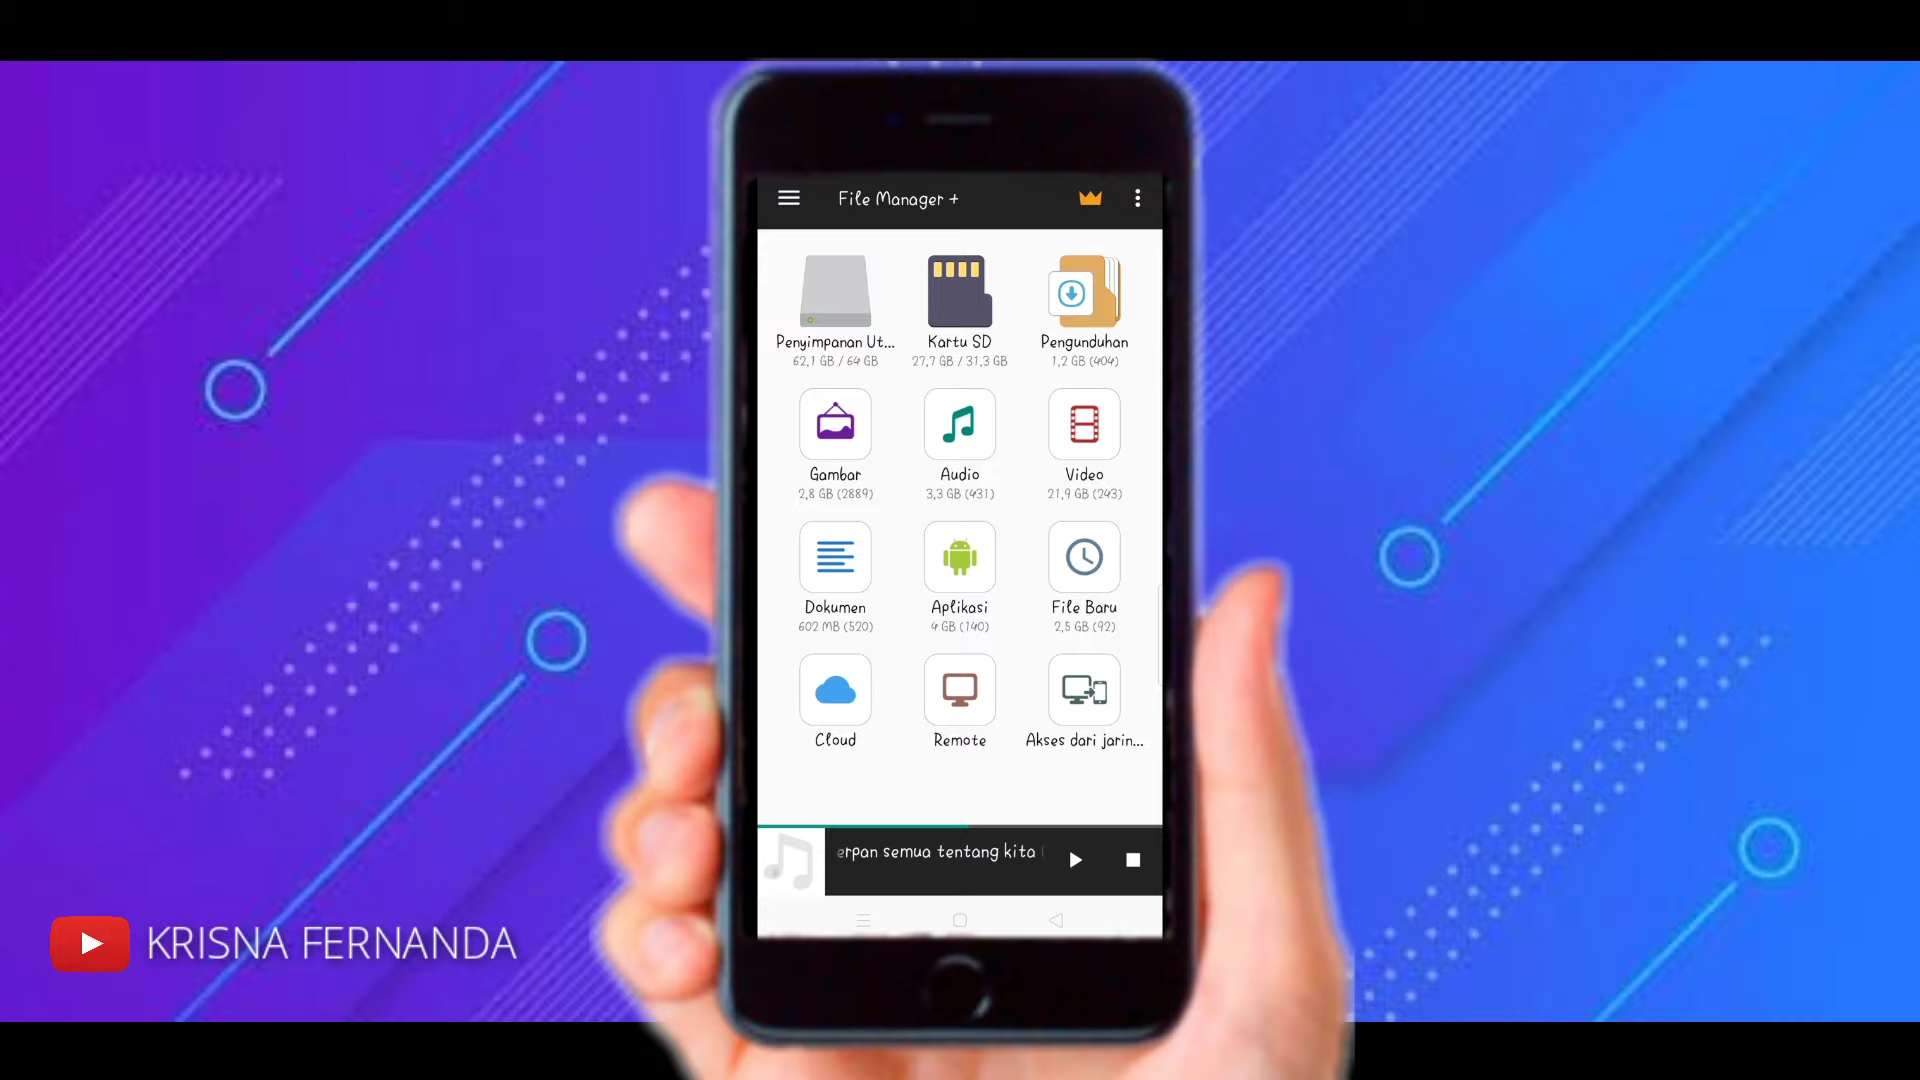 File Manager +
Penyimpanan Ut... Kartu SD Pengunduhan
62,1 GB / 64 GB 27,7 GB / 31,3 GB 1,2 GB (404)
Gambar Audio Video
2,8 GB (2889) 3,3 GB (431) 21,9 GB (243)
Dokumen Aplikasi File Baru
602 MB (520) 4 GB (140) 2,5 GB (92)
Cloud Remote Akses dari jarin...
erpan semua tentang kita (
KRISNA FERNANDA